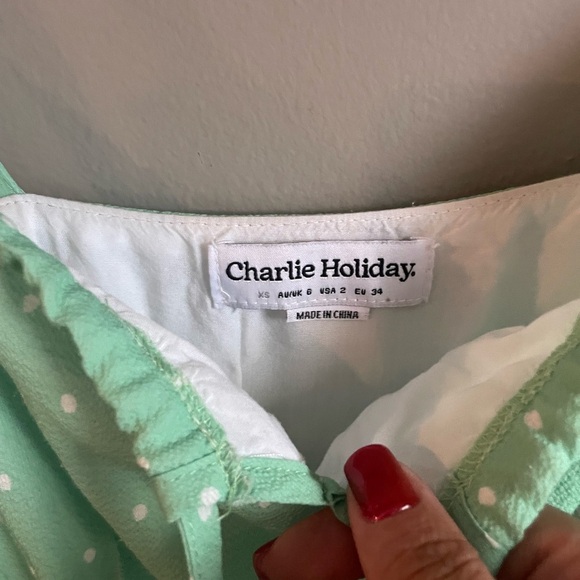 Charlie Holiday.
XS AU/UK 6 USA 2 EU 34
MADE IN CHINA